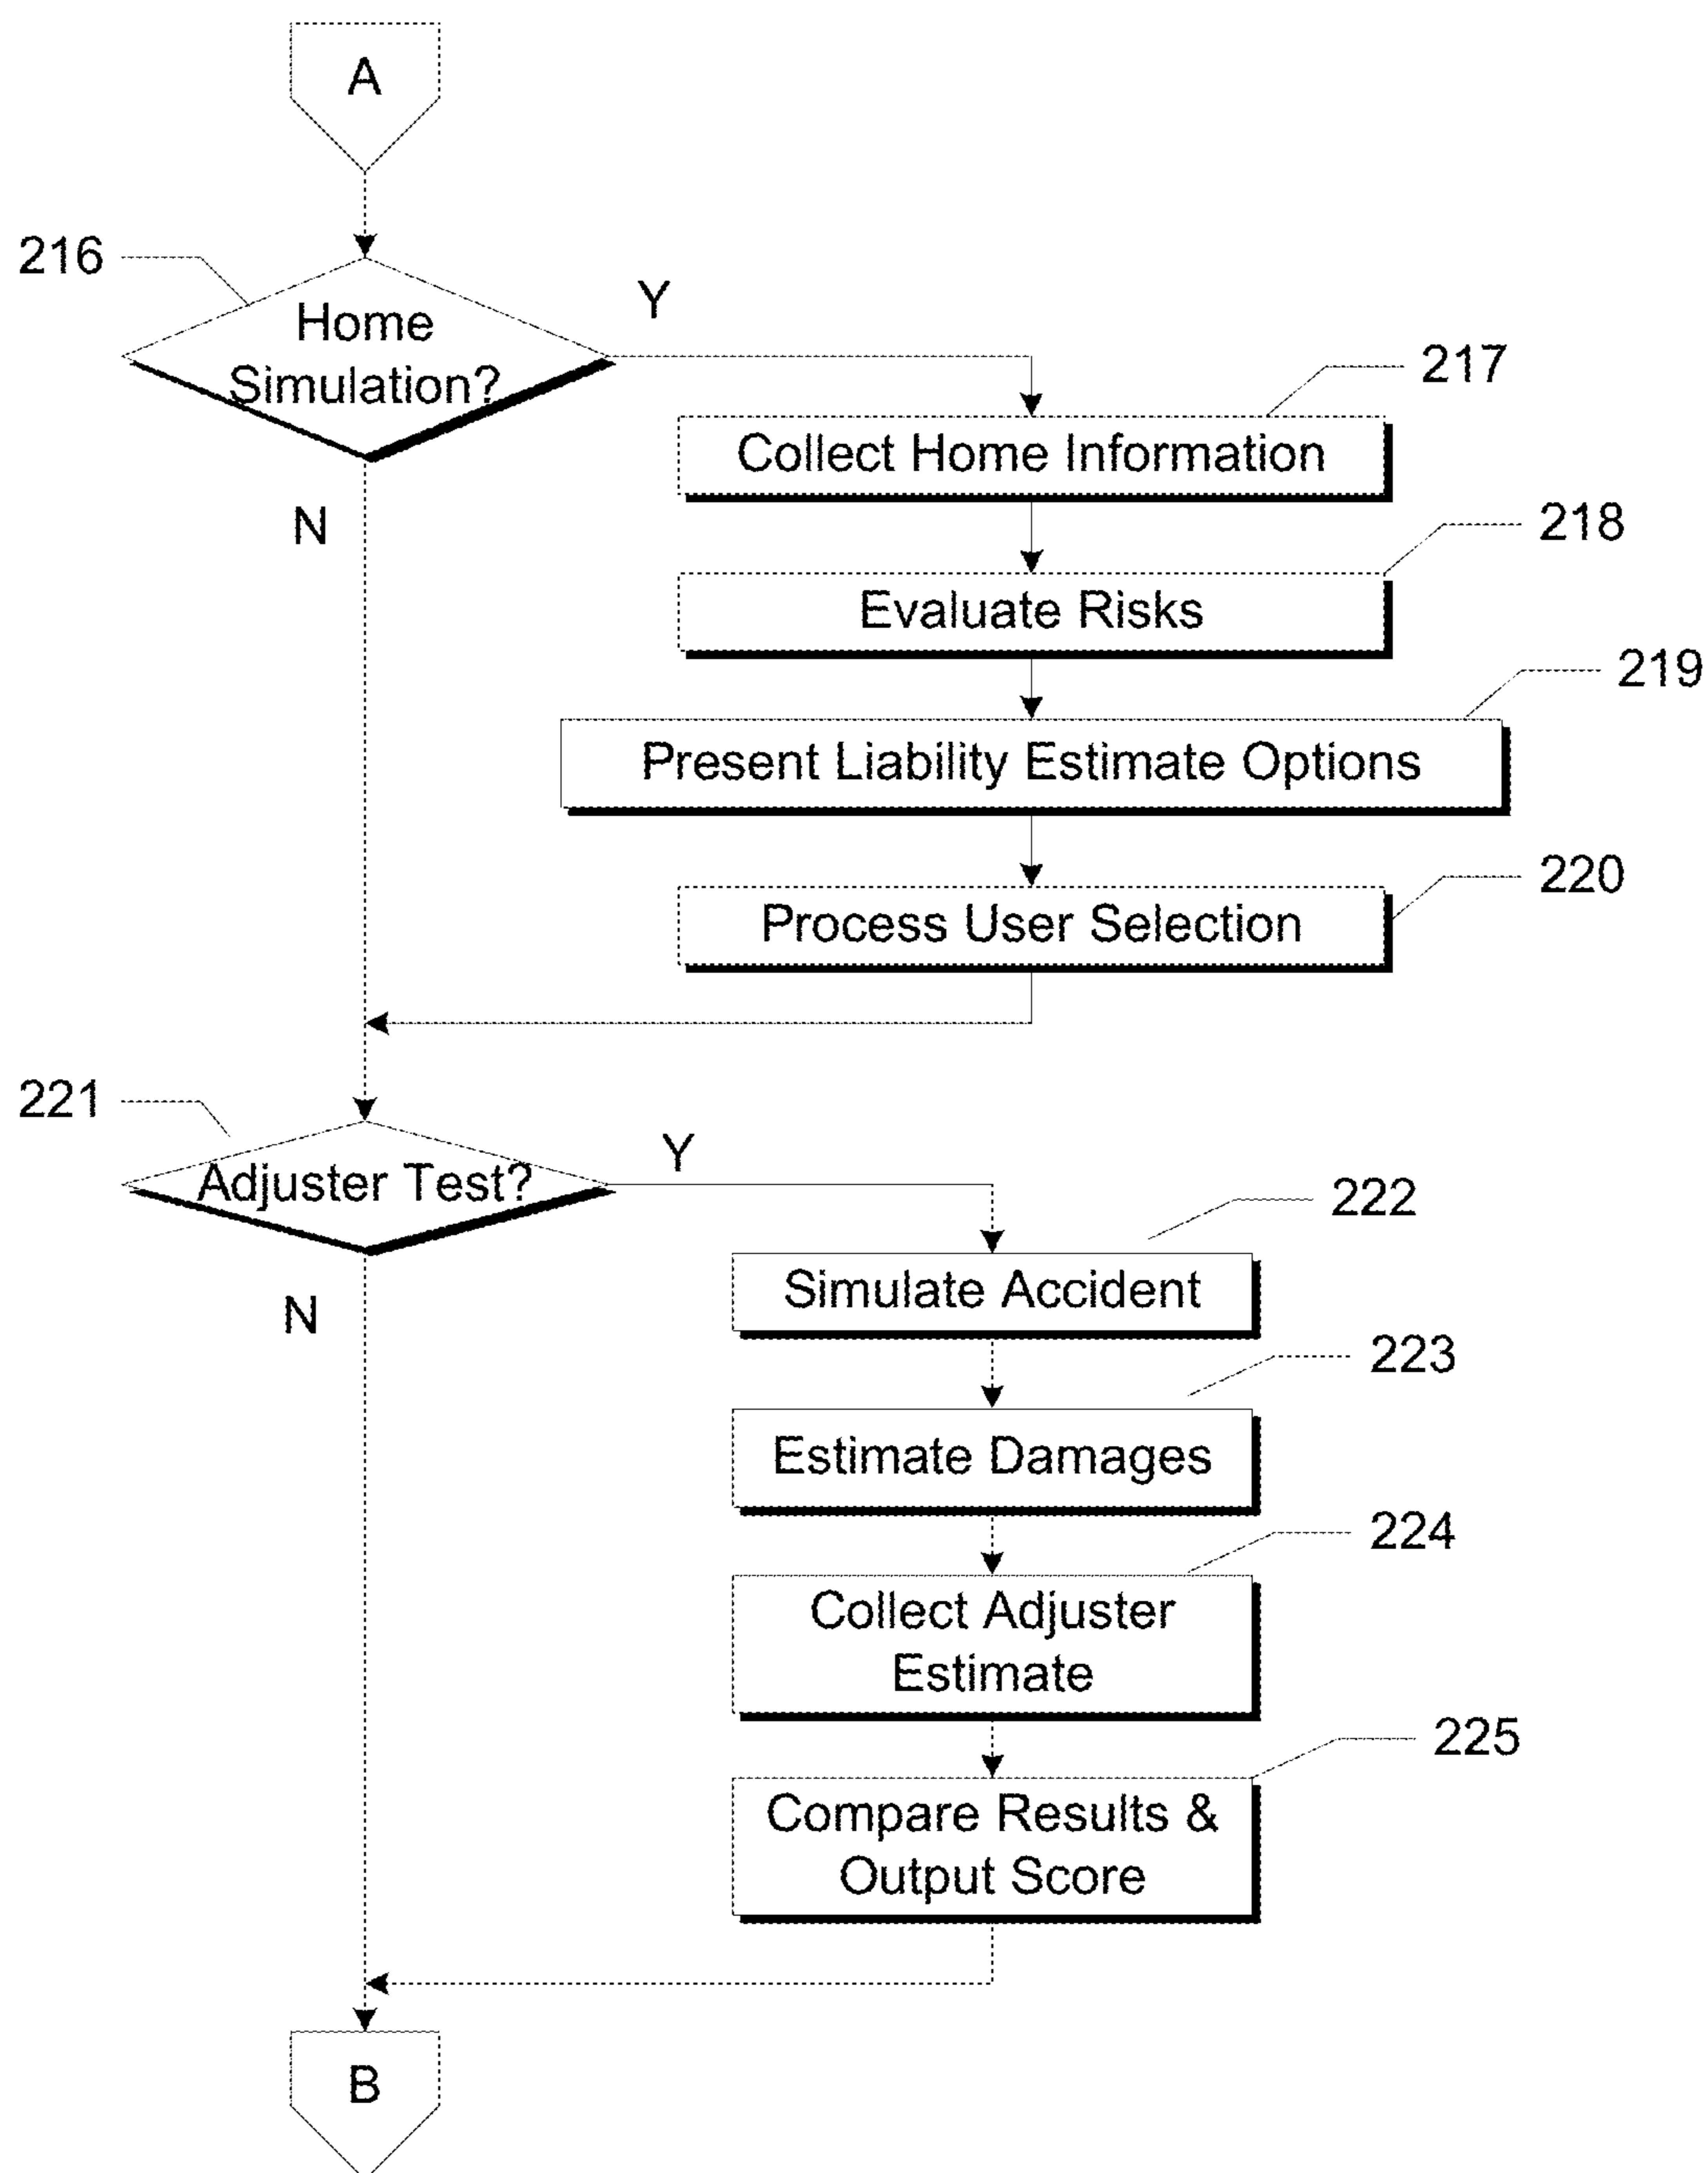 A
216
Home
Simulation?
Y
N
217
Collect Home Information
218
Evaluate Risks
219
Present Liability Estimate Options
220
Process User Selection
221
Adjuster Test?
Y
N
222
Simulate Accident
223
Estimate Damages
224
Collect Adjuster
Estimate
225
Compare Results &
Output Score
B